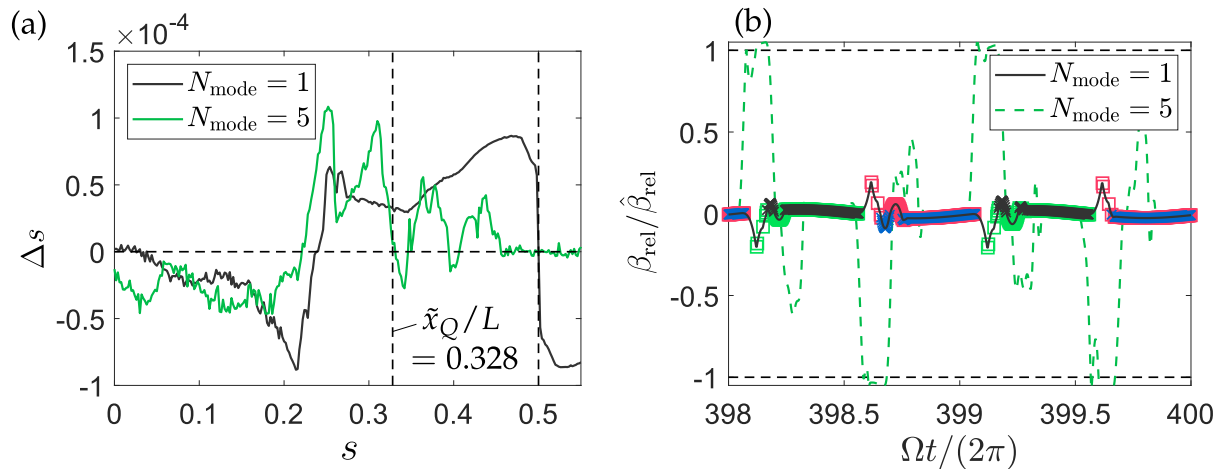 (a)
×10⁻⁴
1.5
1
0.5
0
-0.5
-1
Δs
N_mode = 1
N_mode = 5
x̃_Q/L
= 0.328
0
0.1
0.2
0.3
0.4
0.5
s
(b)
1
0.5
0
-0.5
-1
β_rel/β̂_rel
N_mode = 1
N_mode = 5
398
398.5
399
399.5
400
Ωt/(2π)